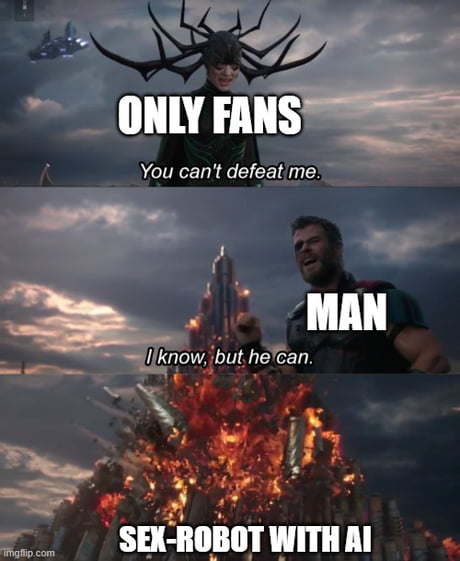 ONLY FANS
You can't defeat me.
MAN
I know, but he can.
SEX-ROBOT WITH AI
imgflip.com